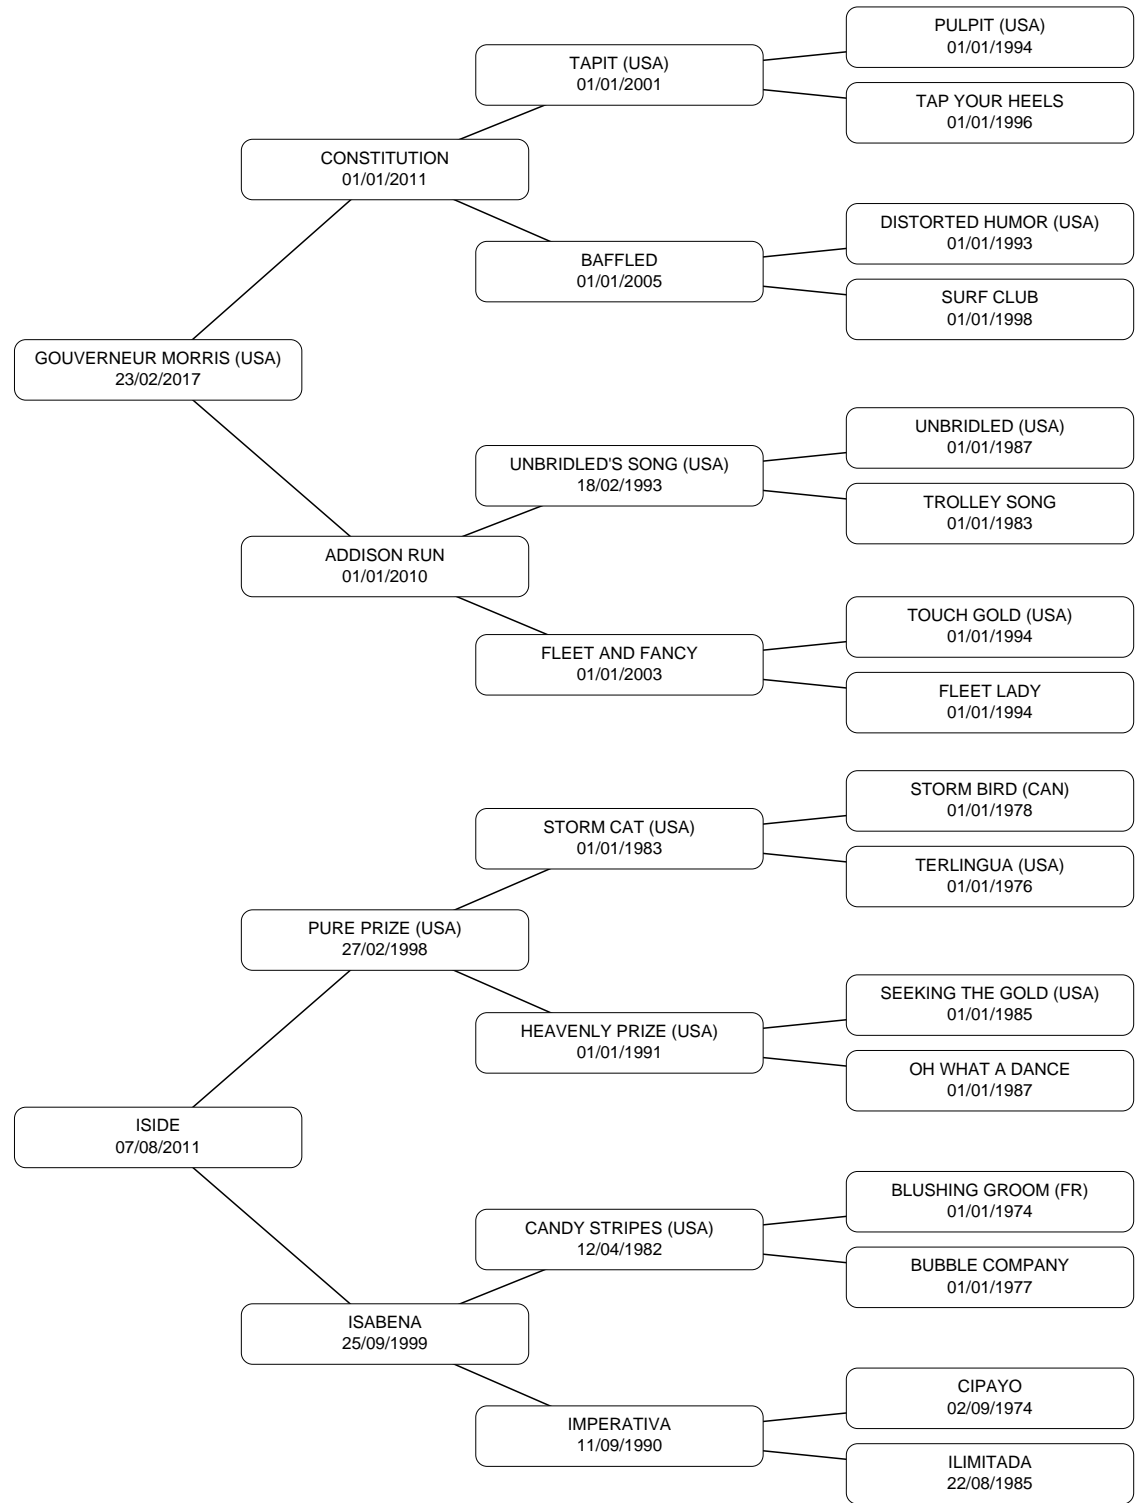 PULPIT (USA)
01/01/1994
TAPIT (USA)
01/01/2001
TAP YOUR HEELS
01/01/1996
CONSTITUTION
01/01/2011
DISTORTED HUMOR (USA)
01/01/1993
BAFFLED
01/01/2005
SURF CLUB
01/01/1998
GOUVERNEUR MORRIS (USA)
23/02/2017
UNBRIDLED (USA)
01/01/1987
UNBRIDLED'S SONG (USA)
18/02/1993
TROLLEY SONG
01/01/1983
ADDISON RUN
01/01/2010
TOUCH GOLD (USA)
01/01/1994
FLEET AND FANCY
01/01/2003
FLEET LADY
01/01/1994
STORM BIRD (CAN)
01/01/1978
STORM CAT (USA)
01/01/1983
TERLINGUA (USA)
01/01/1976
PURE PRIZE (USA)
27/02/1998
SEEKING THE GOLD (USA)
01/01/1985
HEAVENLY PRIZE (USA)
01/01/1991
OH WHAT A DANCE
01/01/1987
ISIDE
07/08/2011
BLUSHING GROOM (FR)
01/01/1974
CANDY STRIPES (USA)
12/04/1982
BUBBLE COMPANY
01/01/1977
ISABENA
25/09/1999
CIPAYO
02/09/1974
IMPERATIVA
11/09/1990
ILIMITADA
22/08/1985